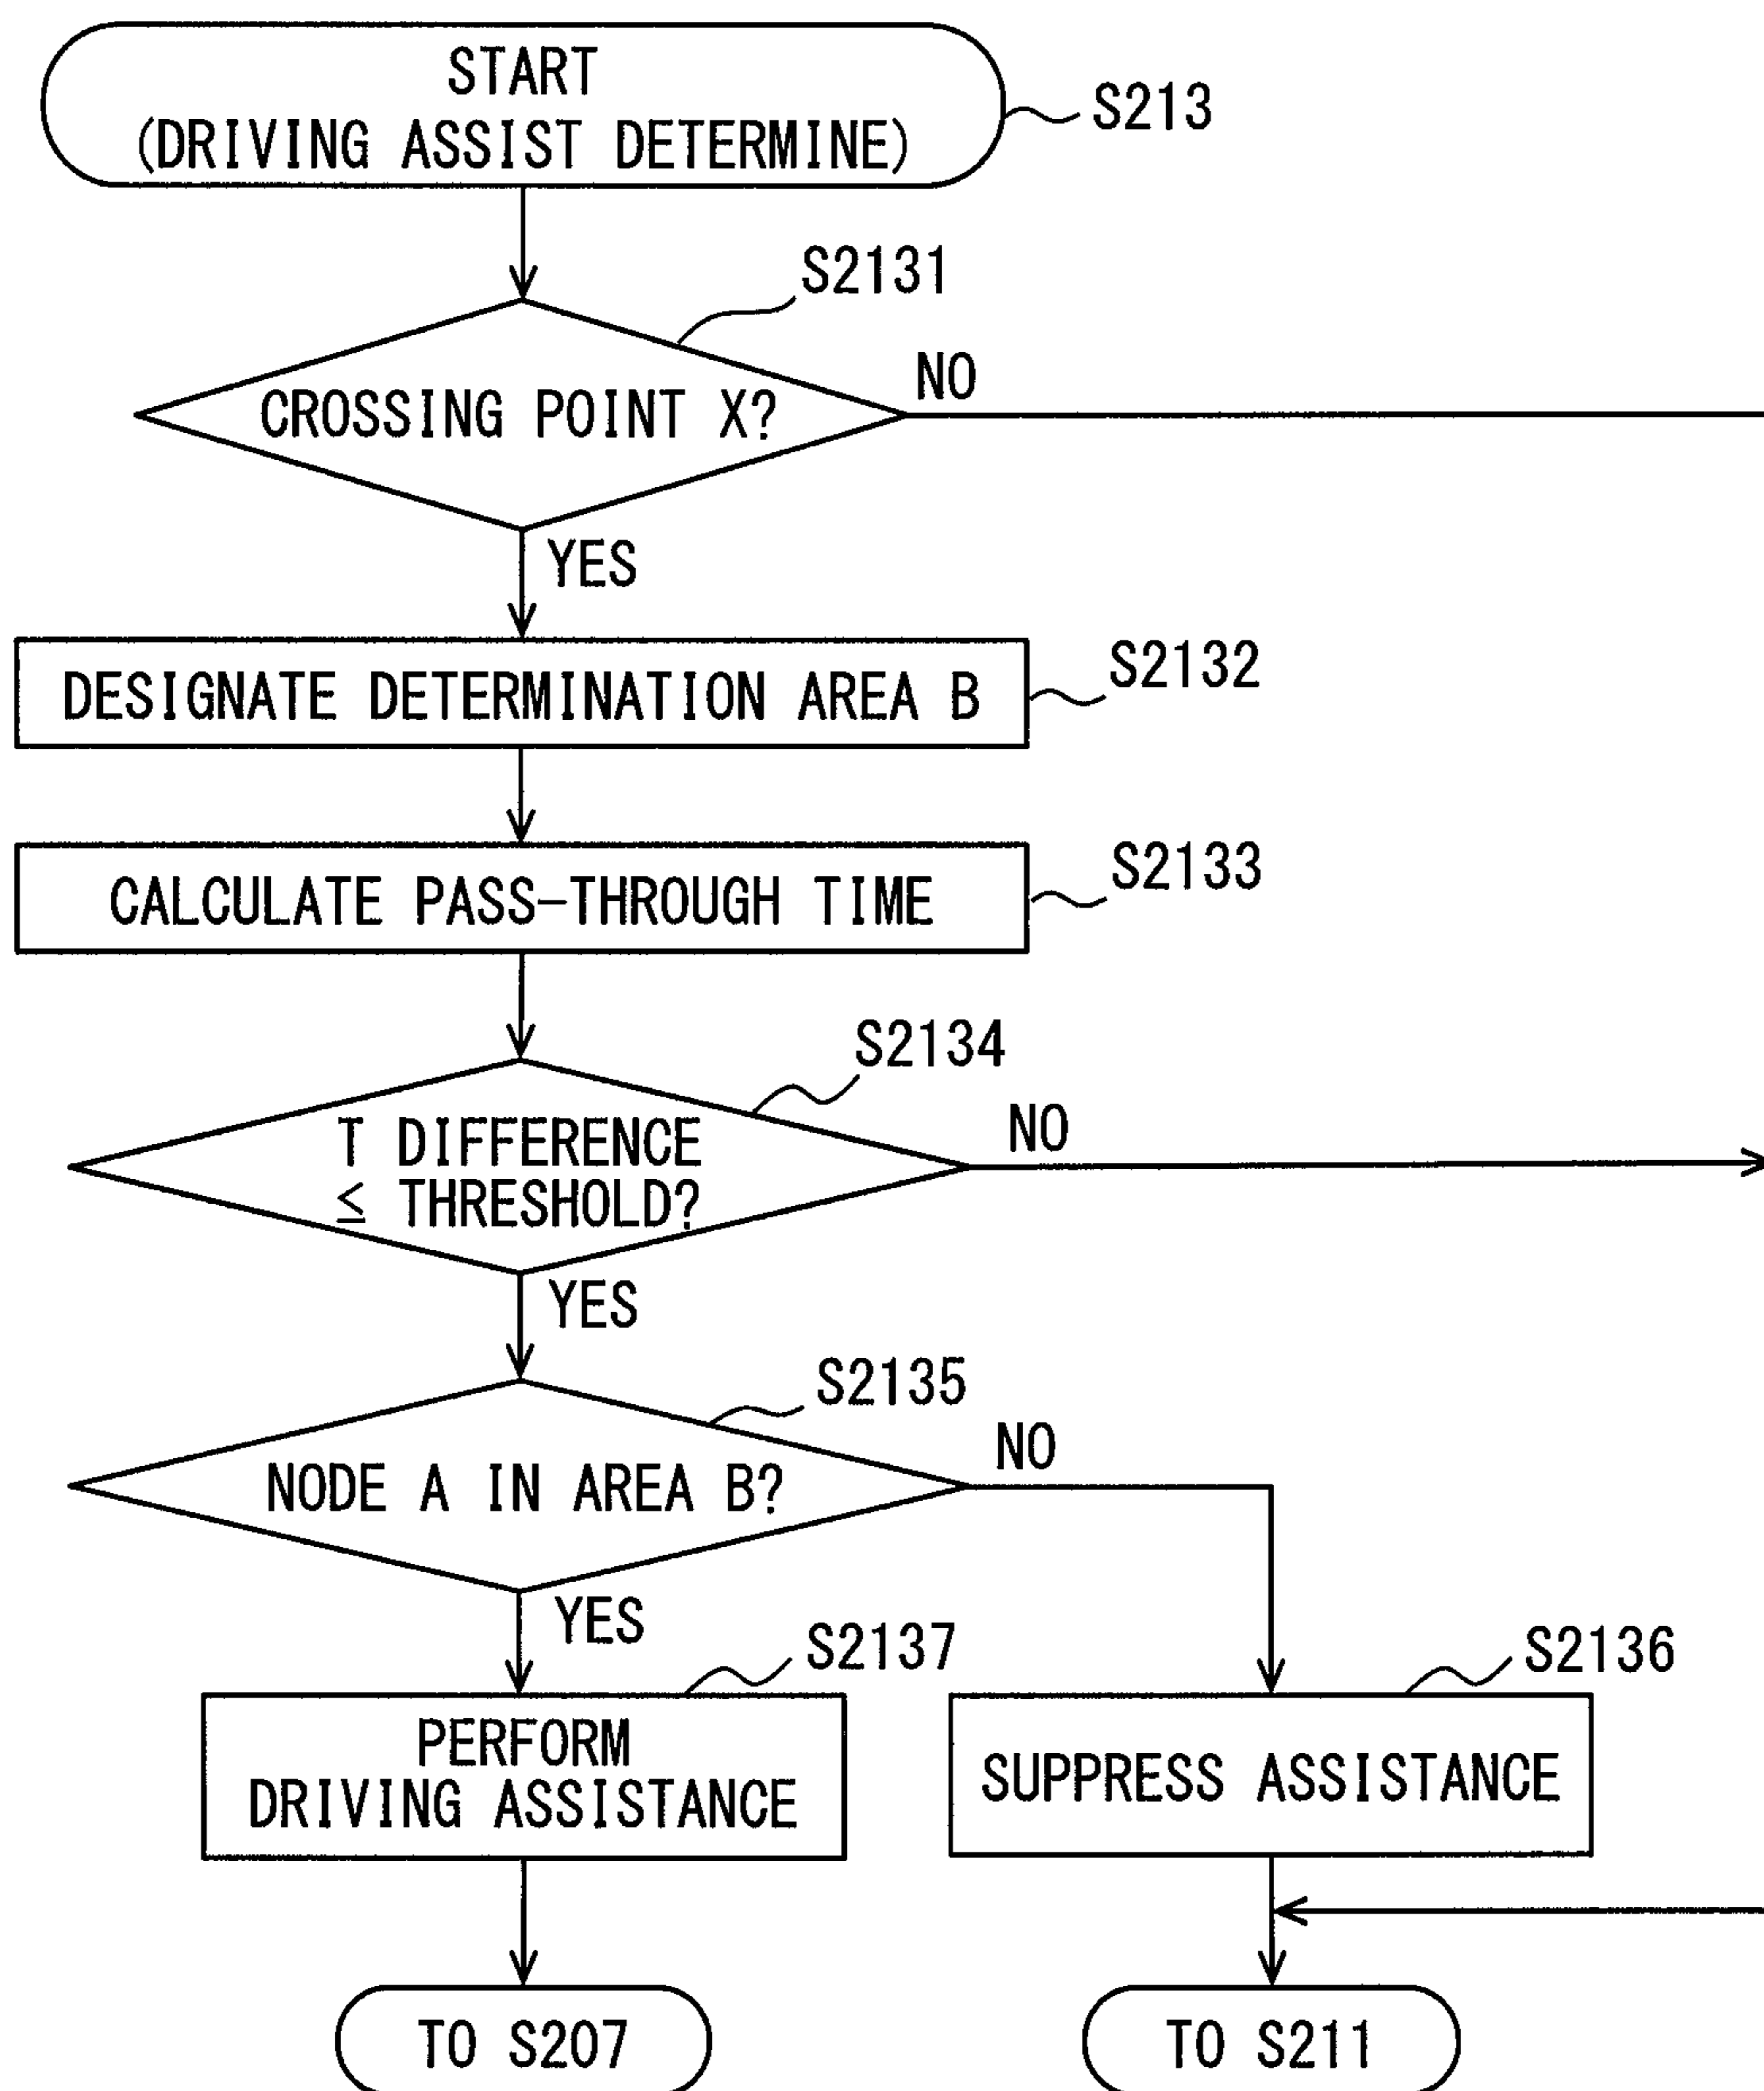 START
(DRIVING ASSIST DETERMINE)
S213
S2131
CROSSING POINT X?
NO
YES
DESIGNATE DETERMINATION AREA B
S2132
CALCULATE PASS-THROUGH TIME
S2133
S2134
T DIFFERENCE
≤ THRESHOLD?
NO
YES
S2135
NODE A IN AREA B?
NO
YES
S2137
PERFORM
DRIVING ASSISTANCE
S2136
SUPPRESS ASSISTANCE
TO S207
TO S211